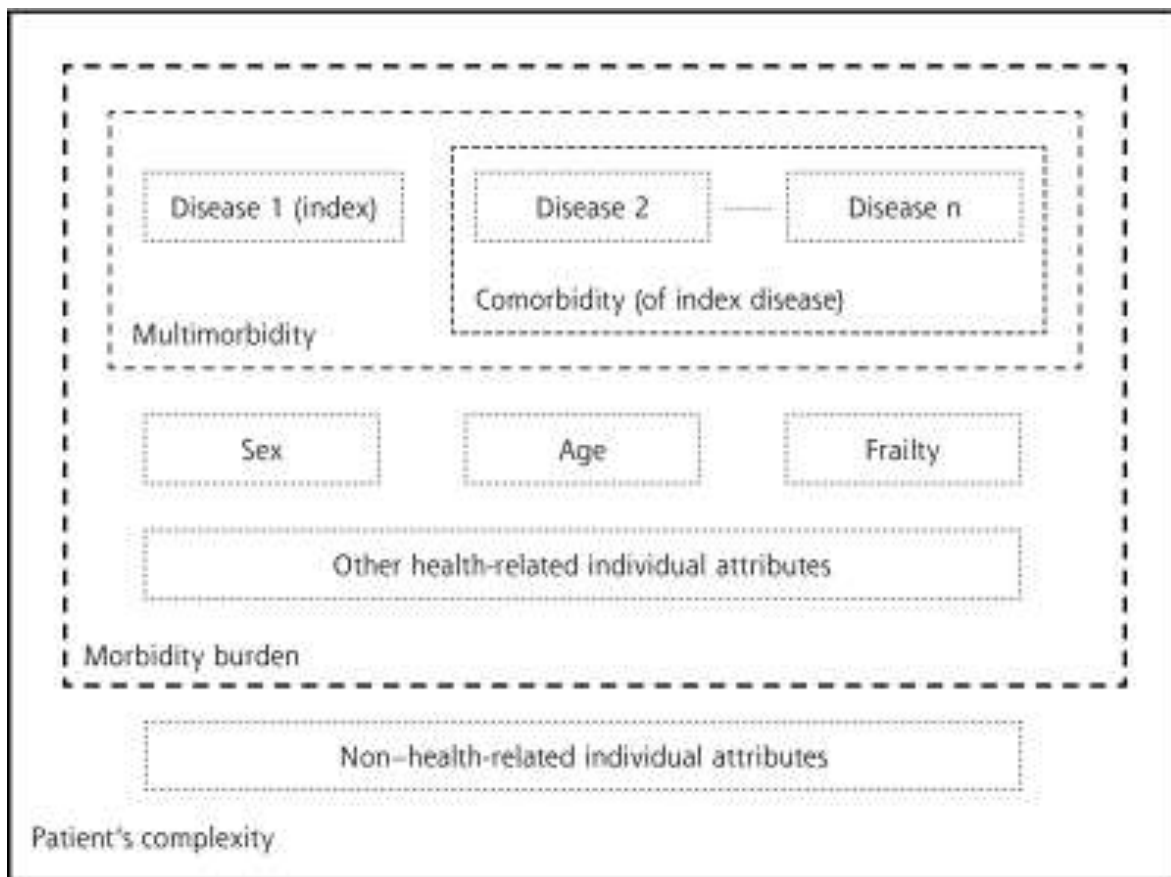 Disease 1 (index)
Disease 2
Disease n
Comorbidity (of index disease)
Multimorbidity
Sex
Age
Frailty
Other health-related individual attributes
Morbidity burden
Non–health-related individual attributes
Patient's complexity